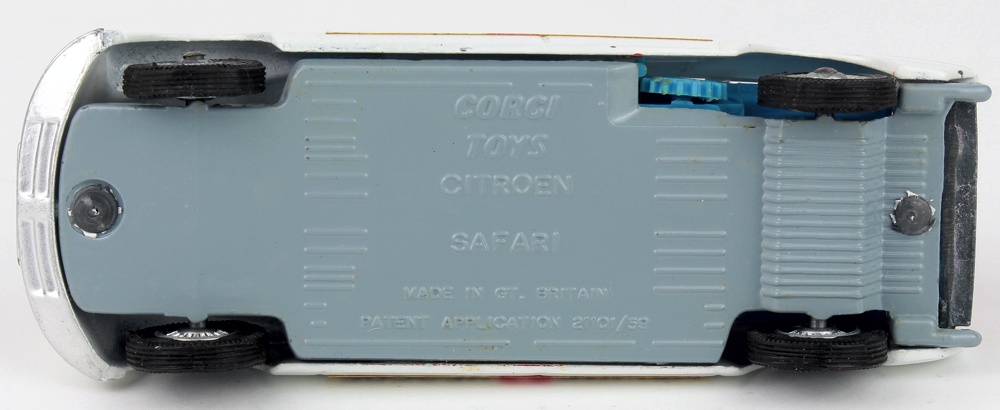 CORGI
TOYS
CITROEN
SAFARI
MADE IN GT. BRITAIN
PATENT APPLICATION 21101/59